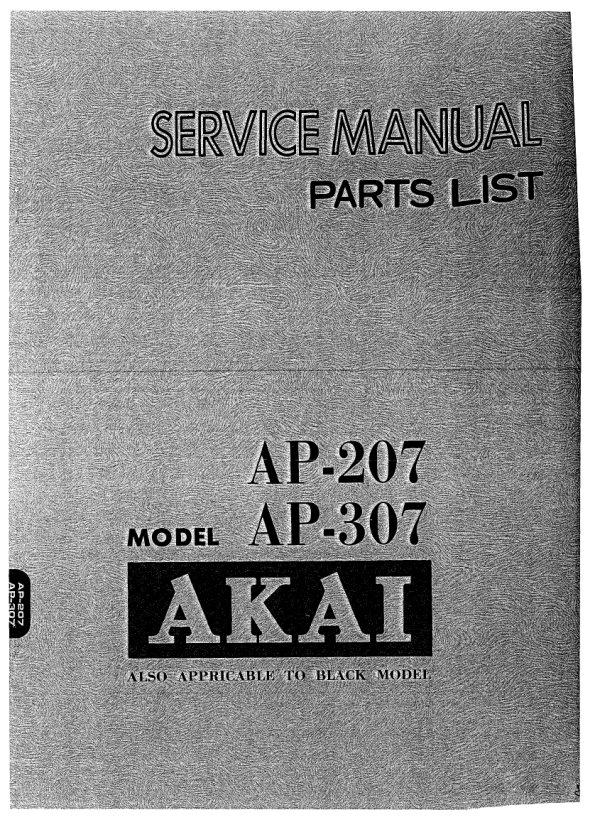 SERVICE MANUAL
PARTS LIST
AP-207
MODEL AP-307
AKAI
ALSO APPRICABLE TO BLACK MODEL
AP-207
AP-307